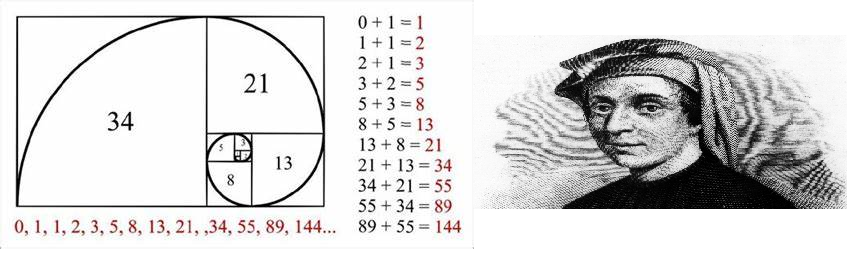 34
21
5
3
8
13
0 + 1 = 1
1 + 1 = 2
2 + 1 = 3
3 + 2 = 5
5 + 3 = 8
8 + 5 = 13
13 + 8 = 21
21 + 13 = 34
34 + 21 = 55
55 + 34 = 89
89 + 55 = 144
0, 1, 1, 2, 3, 5, 8, 13, 21, ,34, 55, 89, 144...